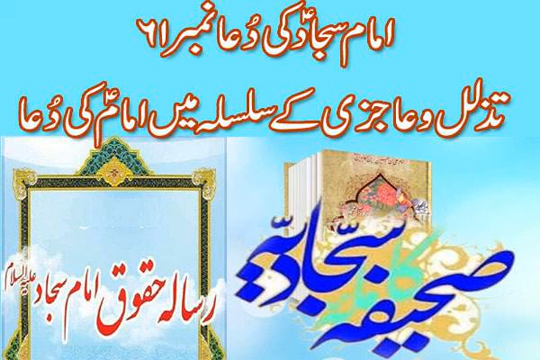 امام سجادؑ کی دُعا نمبر ۶۱
تذلل و عاجزی کے سلسلہ میں امامؑ کی دُعا
رسالہ حقوق امام سجاد علیہ السلام
صحیفہ کاملہ سجادیہ